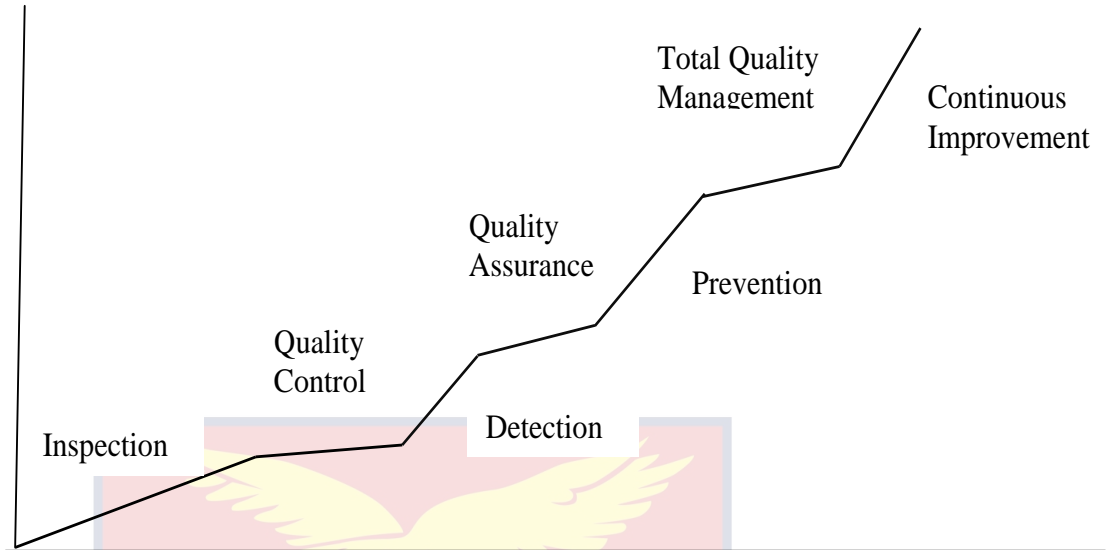 Total Quality
Management
Continuous
Improvement
Quality
Assurance
Prevention
Quality
Control
Detection
Inspection